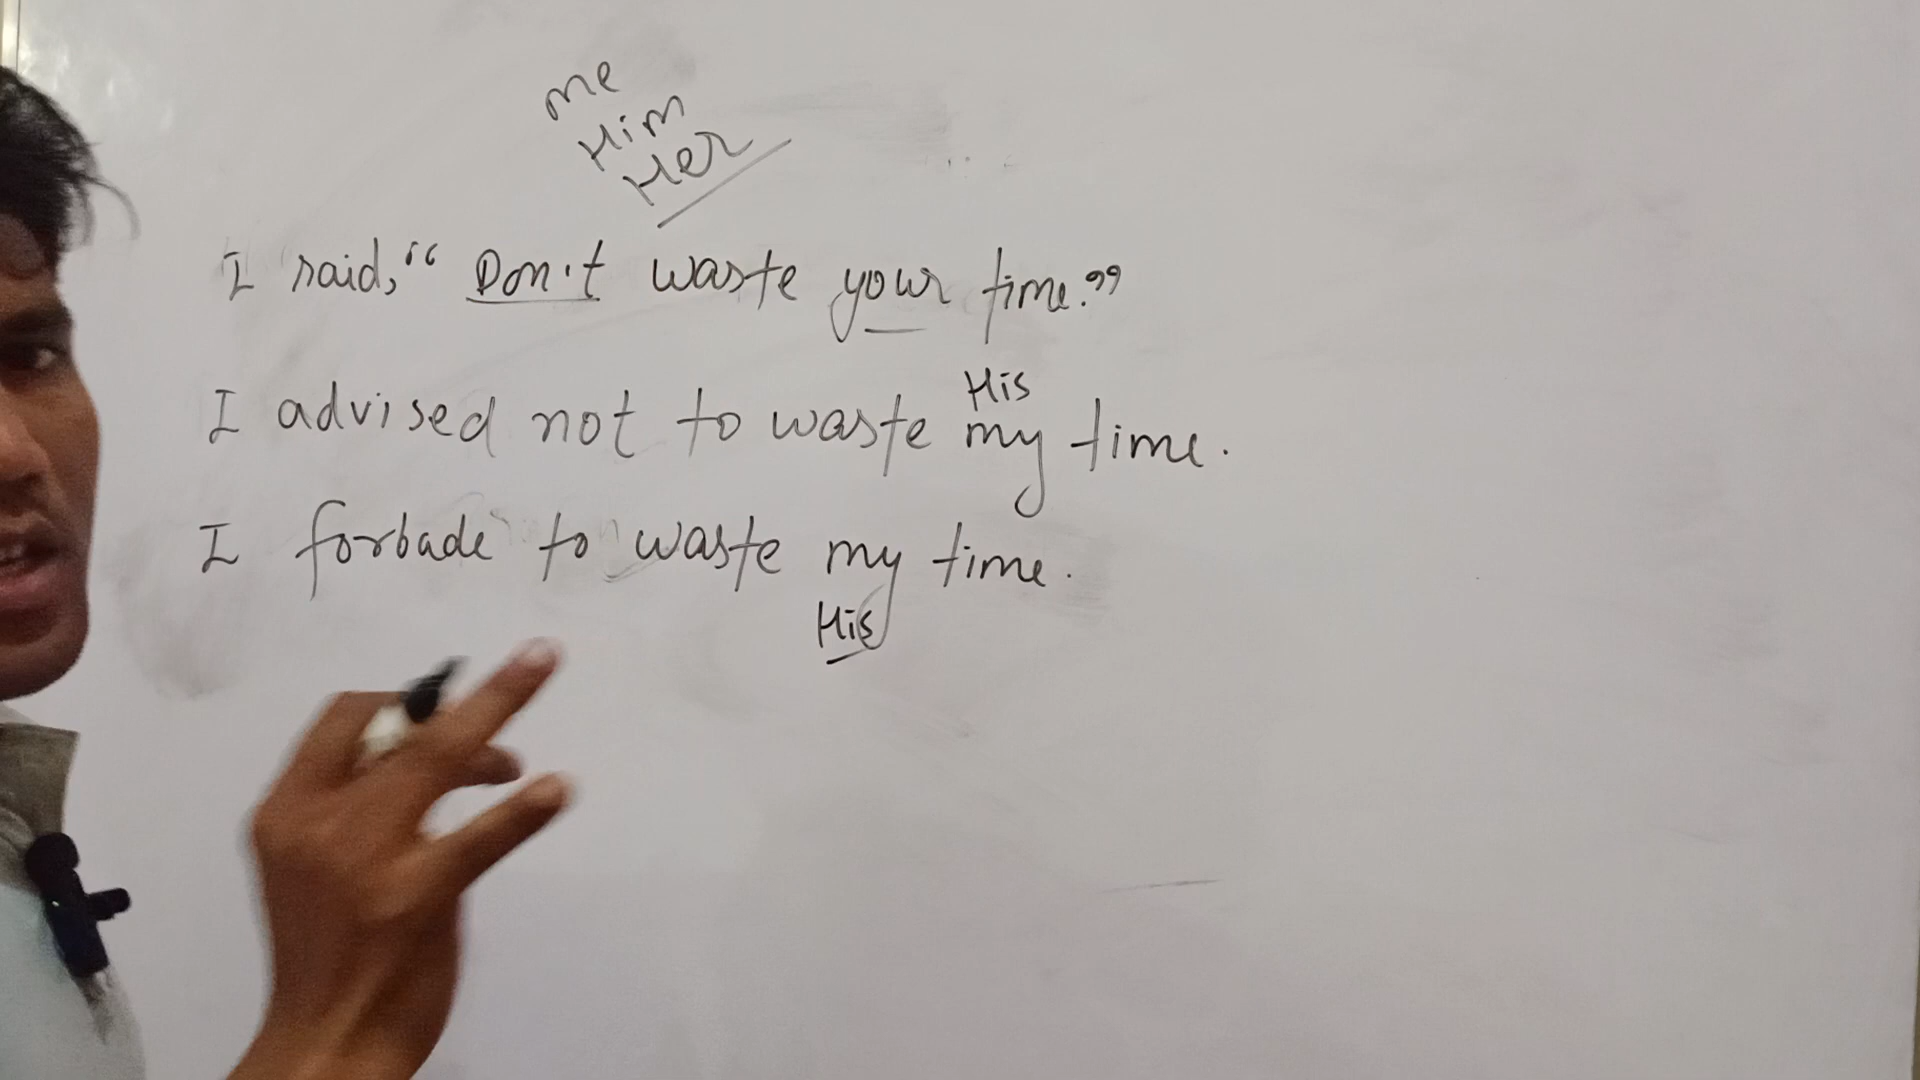 me
Him
Her
I said, “Don't waste your time.”
His
I advised not to waste my time.
I forbade to waste my time.
His